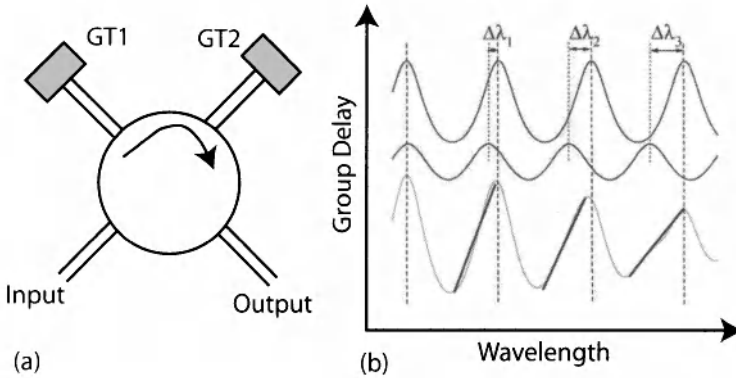 GT1
GT2
Input
Output
(a)
Δλ1
Δλ2
Δλ3
Group Delay
Wavelength
(b)